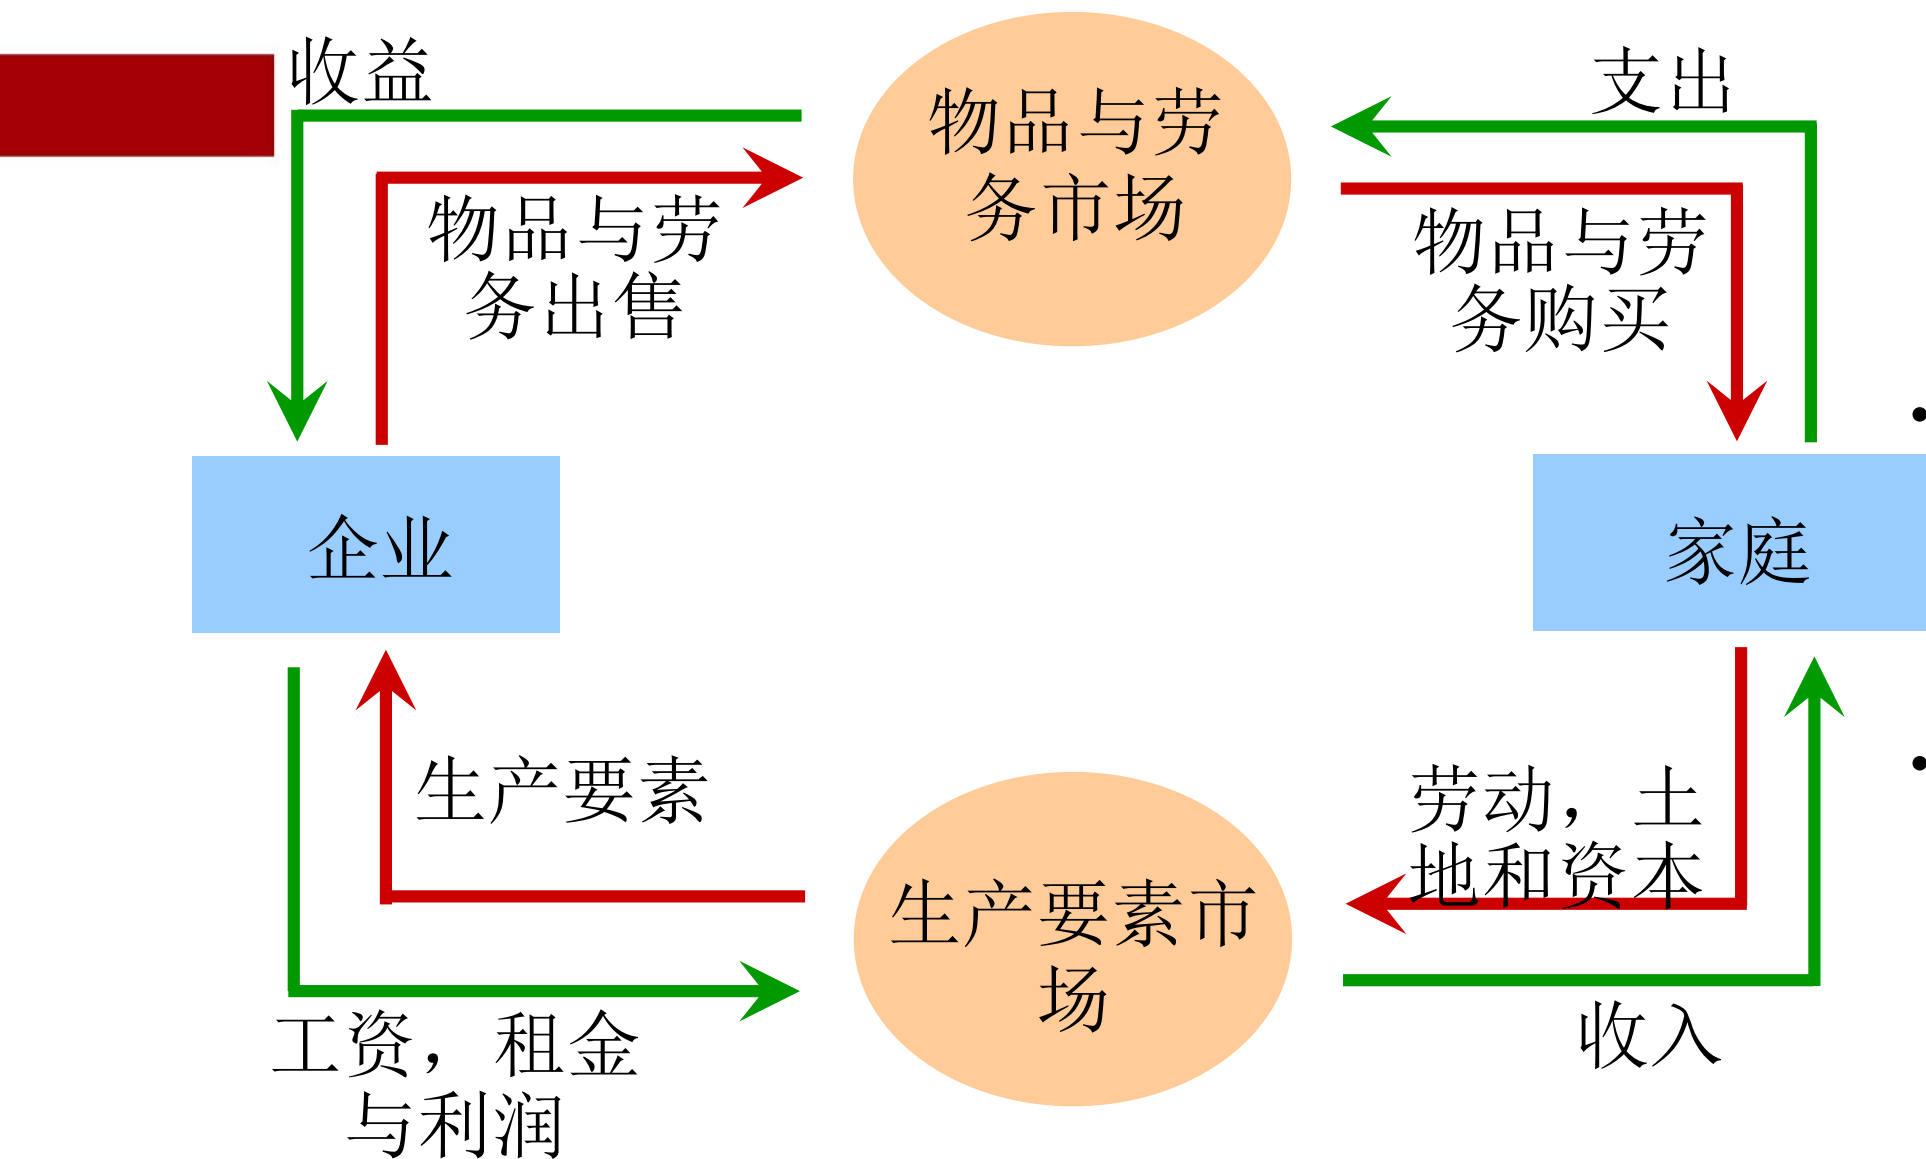 收益
物品与劳
务市场
支出
物品与劳
务出售
物品与劳
务购买
企业
家庭
生产要素
劳动，土
地和资本
生产要素市
场
工资，租金
与利润
收入